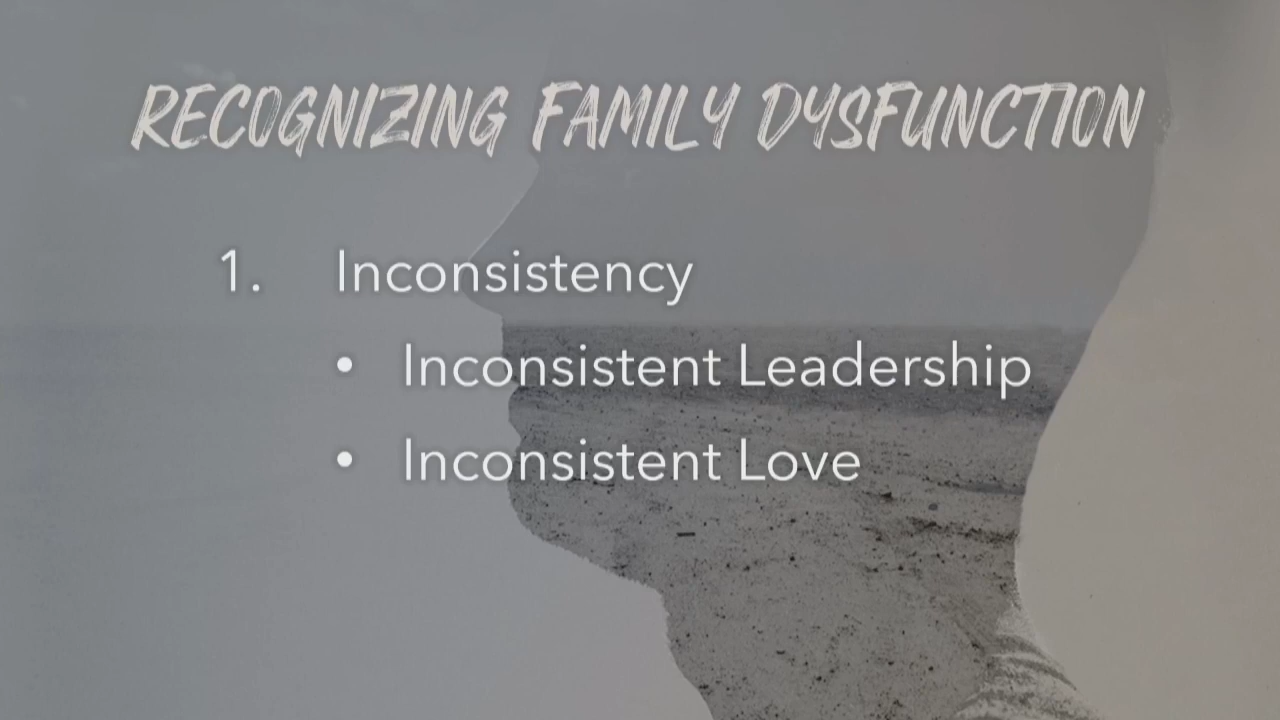 RECOGNIZING FAMILY DYSFUNCTION
1. Inconsistency
• Inconsistent Leadership
• Inconsistent Love